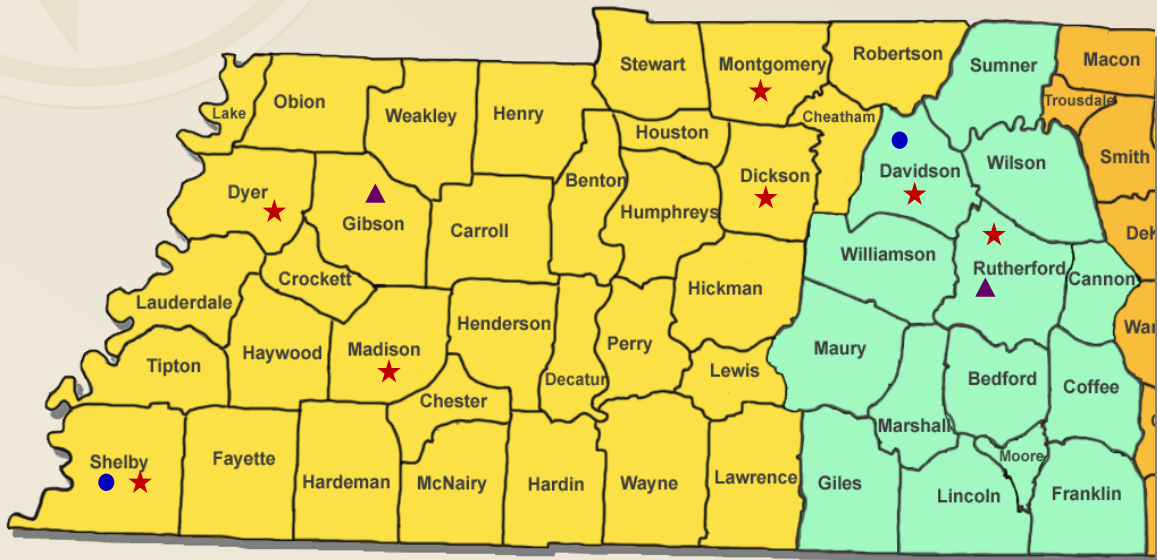 Stewart
Montgomery
Robertson
Sumner
Macon
Lake
Obion
Weakley
Henry
Houston
Cheatham
Trousdale
Smith
Dyer
Gibson
Carroll
Benton
Humphreys
Dickson
Davidson
Wilson
DeK
Crockett
Lauderdale
Hickman
Williamson
Rutherford
Cannon
Tipton
Haywood
Madison
Henderson
Decatur
Perry
Lewis
Maury
Bedford
Coffee
War
Chester
Marshall
Moore
Shelby
Fayette
Hardeman
McNairy
Hardin
Wayne
Lawrence
Giles
Lincoln
Franklin